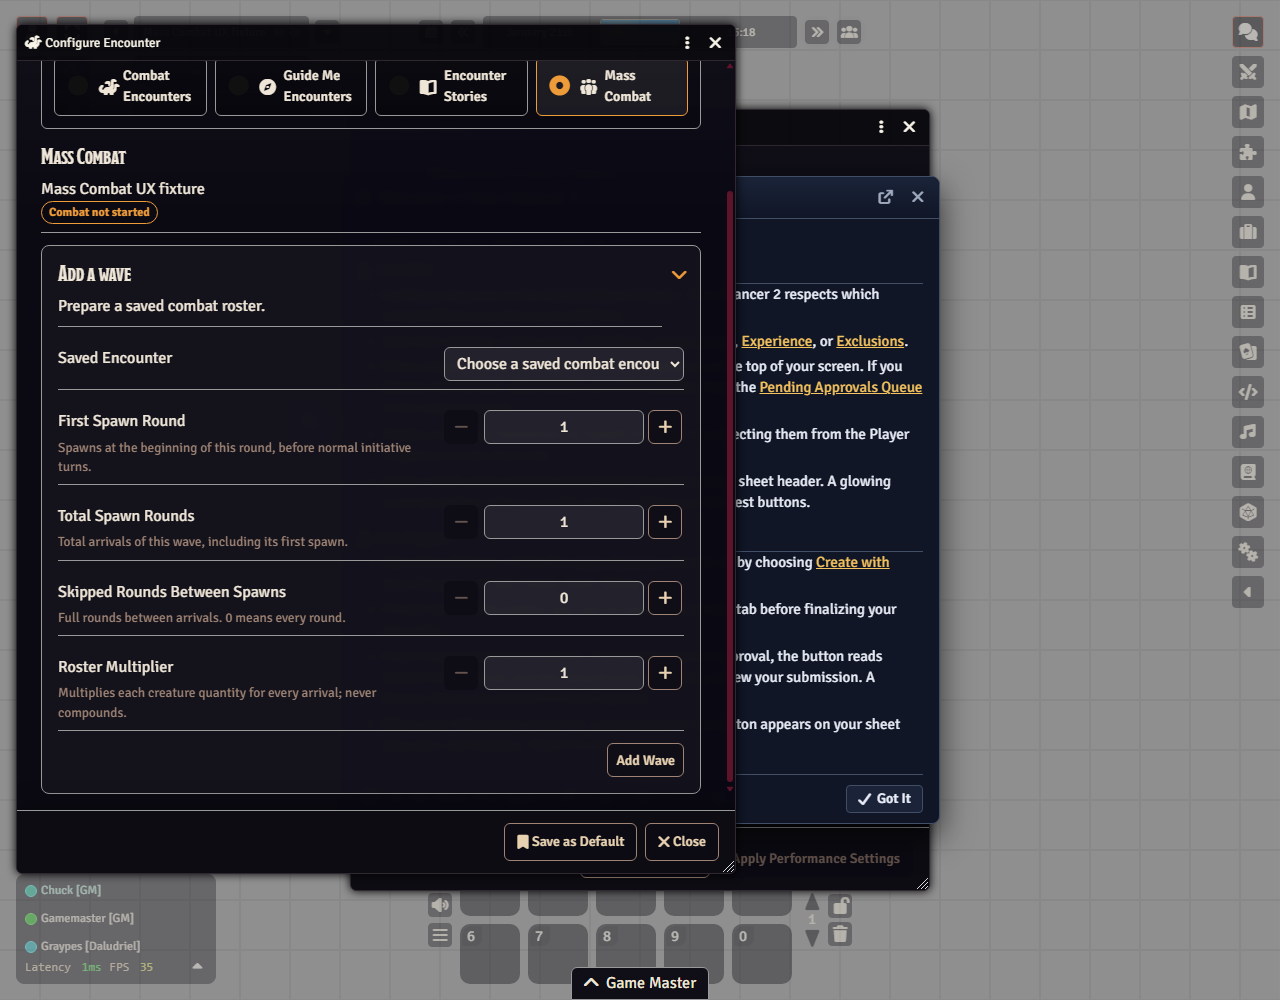 Configure Encounter
5:18
Combat
Encounters
Guide Me
Encounters
Encounter
Stories
Mass
Combat
Mass Combat
Mass Combat UX fixture
Combat not started
Add a wave
Prepare a saved combat roster.
Saved Encounter
Choose a saved combat encou
First Spawn Round
1
Spawns at the beginning of this round, before normal initiative
turns.
Total Spawn Rounds
1
Total arrivals of this wave, including its first spawn.
Skipped Rounds Between Spawns
0
Full rounds between arrivals. 0 means every round.
Roster Multiplier
1
Multiplies each creature quantity for every arrival; never
compounds.
Add Wave
Save as Default
Close
ancer 2 respects which
, Experience, or Exclusions.
e top of your screen. If you
the Pending Approvals Queue
ecting them from the Player
sheet header. A glowing
est buttons.
by choosing Create with
tab before finalizing your
roval, the button reads
ew your submission. A
ton appears on your sheet
Got It
Apply Performance Settings
Chuck [GM]
Gamemaster [GM]
Graypes [Daludriel]
Latency 1ms FPS 35
1
6
7
8
9
0
Game Master